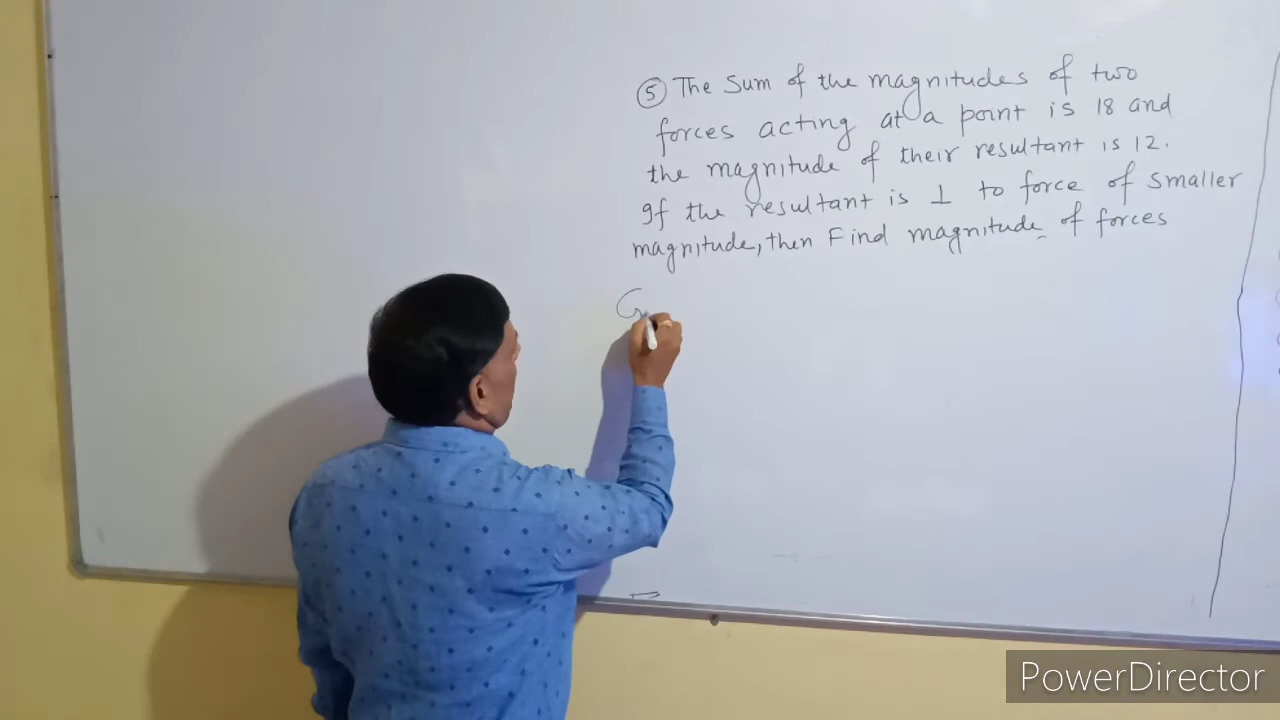 ⑤ The sum of the magnitudes of two
forces acting at a point is 18 and
the magnitude of their resultant is 12.
If the resultant is ⊥ to force of smaller
magnitude, then Find magnitude of forces
G
PowerDirector